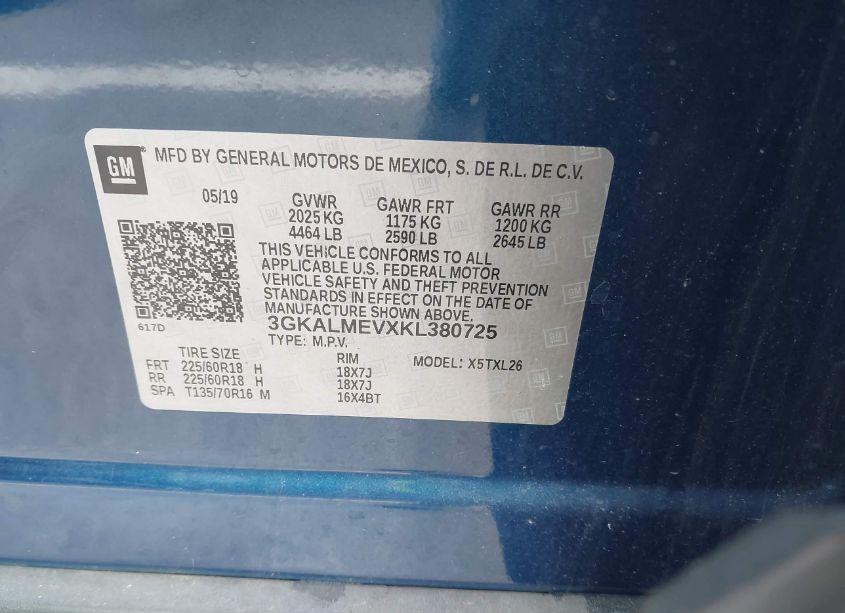 GM MFD BY GENERAL MOTORS DE MEXICO, S. DE R.L. DE C.V.
05/19 GVWR GAWR FRT GAWR RR
2025 KG 1175 KG 1200 KG
4464 LB 2590 LB 2645 LB
THIS VEHICLE CONFORMS TO ALL
APPLICABLE U.S. FEDERAL MOTOR
VEHICLE SAFETY AND THEFT PREVENTION
STANDARDS IN EFFECT ON THE DATE OF
MANUFACTURE SHOWN ABOVE.
617D 3GKALMEVXKL380725
TYPE: M.P.V. MODEL: X5TXL26
TIRE SIZE RIM
FRT 225/60R18 H 18X7J
RR 225/60R18 H 18X7J
SPA T135/70R16 M 16X4BT